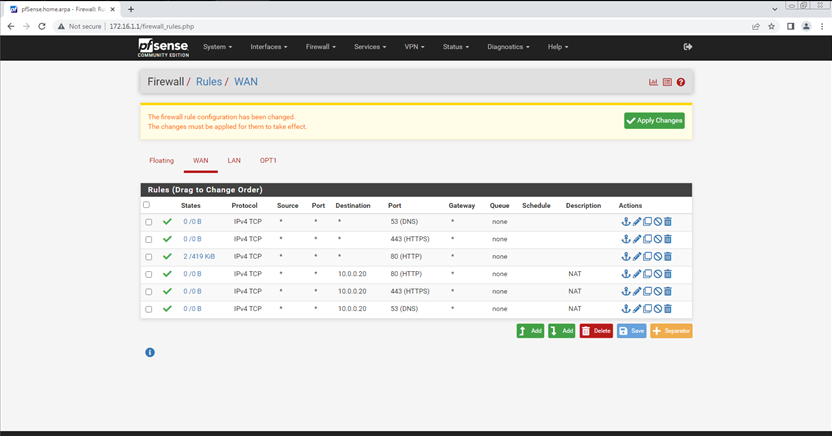 pfSense.home.arpa - Firewall: Ru
Not secure | 172.16.1.1/firewall_rules.php
pfsense
COMMUNITY EDITION
System Interfaces Firewall Services VPN Status Diagnostics Help
Firewall / Rules / WAN
The firewall rule configuration has been changed.
The changes must be applied for them to take effect.
Apply Changes
Floating WAN LAN OPT1
Rules (Drag to Change Order)
States Protocol Source Port Destination Port Gateway Queue Schedule Description Actions
0 /0 B IPv4 TCP * * * 53 (DNS) * none
0 /0 B IPv4 TCP * * * 443 (HTTPS) * none
2 /419 KiB IPv4 TCP * * * 80 (HTTP) * none
0 /0 B IPv4 TCP * * 10.0.0.20 80 (HTTP) * none NAT
0 /0 B IPv4 TCP * * 10.0.0.20 443 (HTTPS) * none NAT
0 /0 B IPv4 TCP * * 10.0.0.20 53 (DNS) * none NAT
Add Add Delete Save Separator